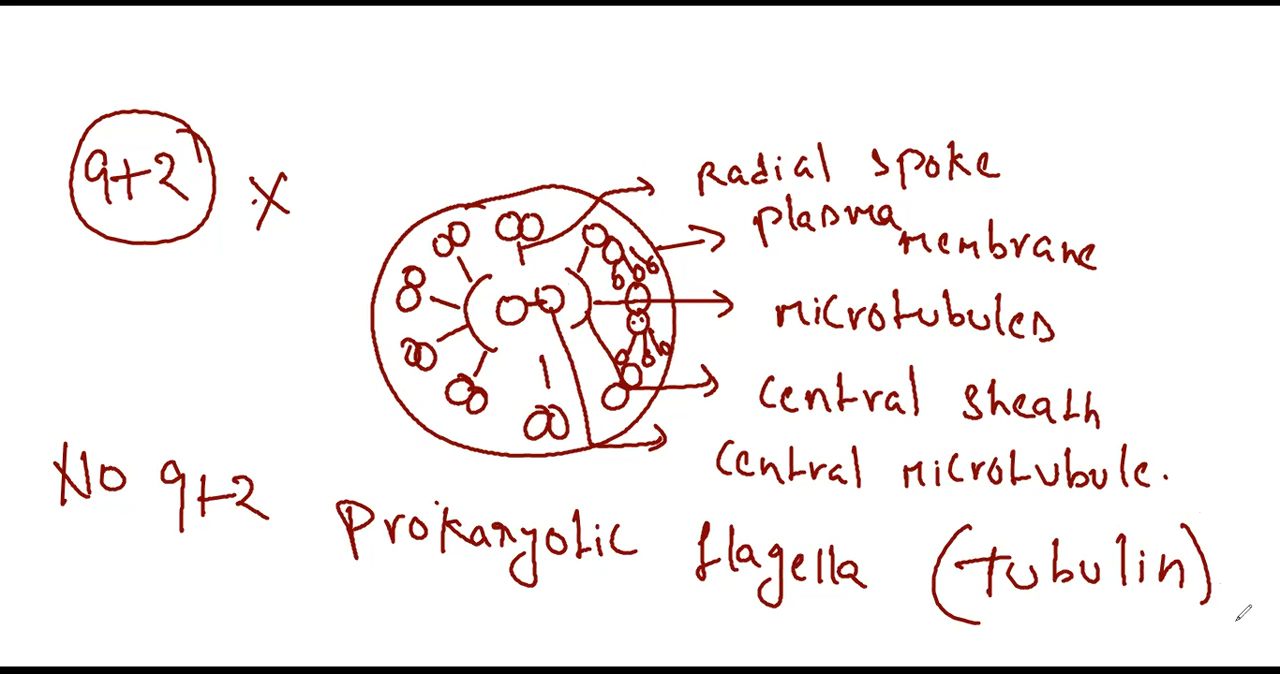 9+2 X
Radial spoke
plasma membrane
microtubules
central sheath
central microtubule.
No 9+2
Prokaryotic flagella (tubulin)